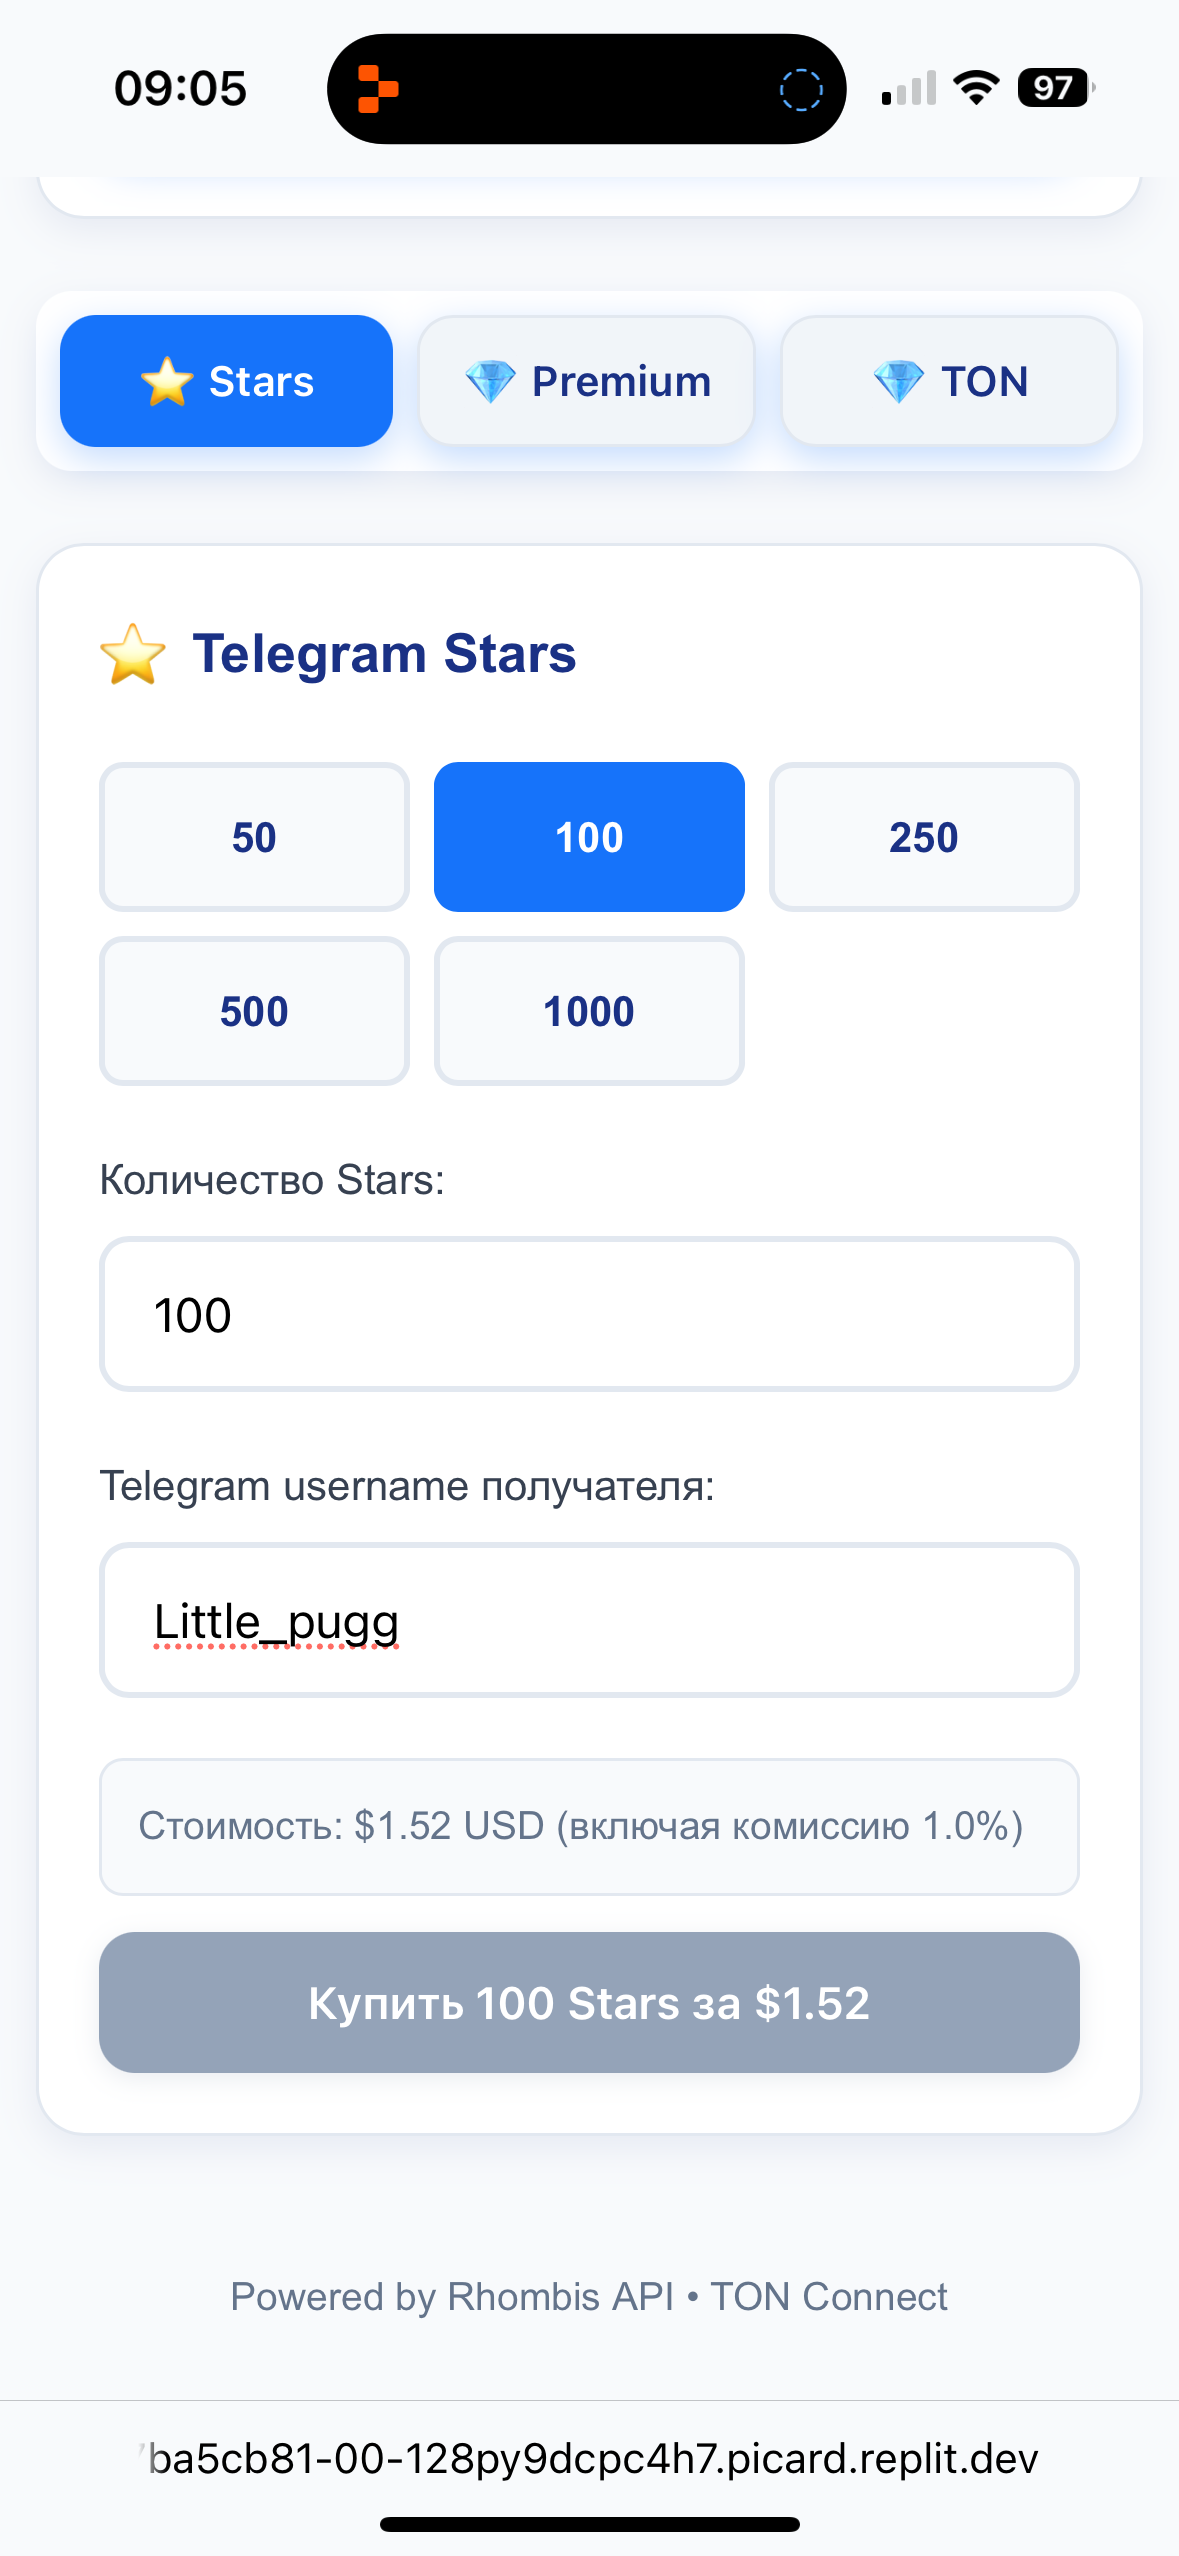 09:05
97
Stars
Premium
TON
Telegram Stars
50
100
250
500
1000
Количество Stars:
100
Telegram username получателя:
Little_pugg
Стоимость: $1.52 USD (включая комиссию 1.0%)
Купить 100 Stars за $1.52
Powered by Rhombis API • TON Connect
ba5cb81-00-128py9dcpc4h7.picard.replit.dev